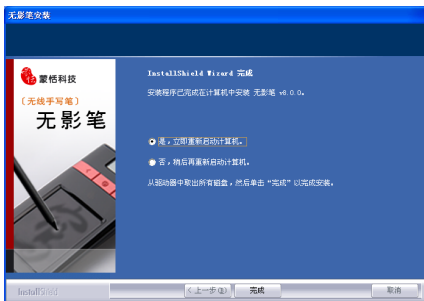 无影笔安装
蒙恬科技
（无线手写笔）
无影笔
InstallShield Wizard 完成
安装程序已完成在计算机中安装 无影笔 v6.0.0。
是，立即重新启动计算机。
否，稍后再重新启动计算机。
从驱动器中取出所有磁盘，然后单击“完成”以完成安装。
InstallShield
<上一步(B) 完成 取消